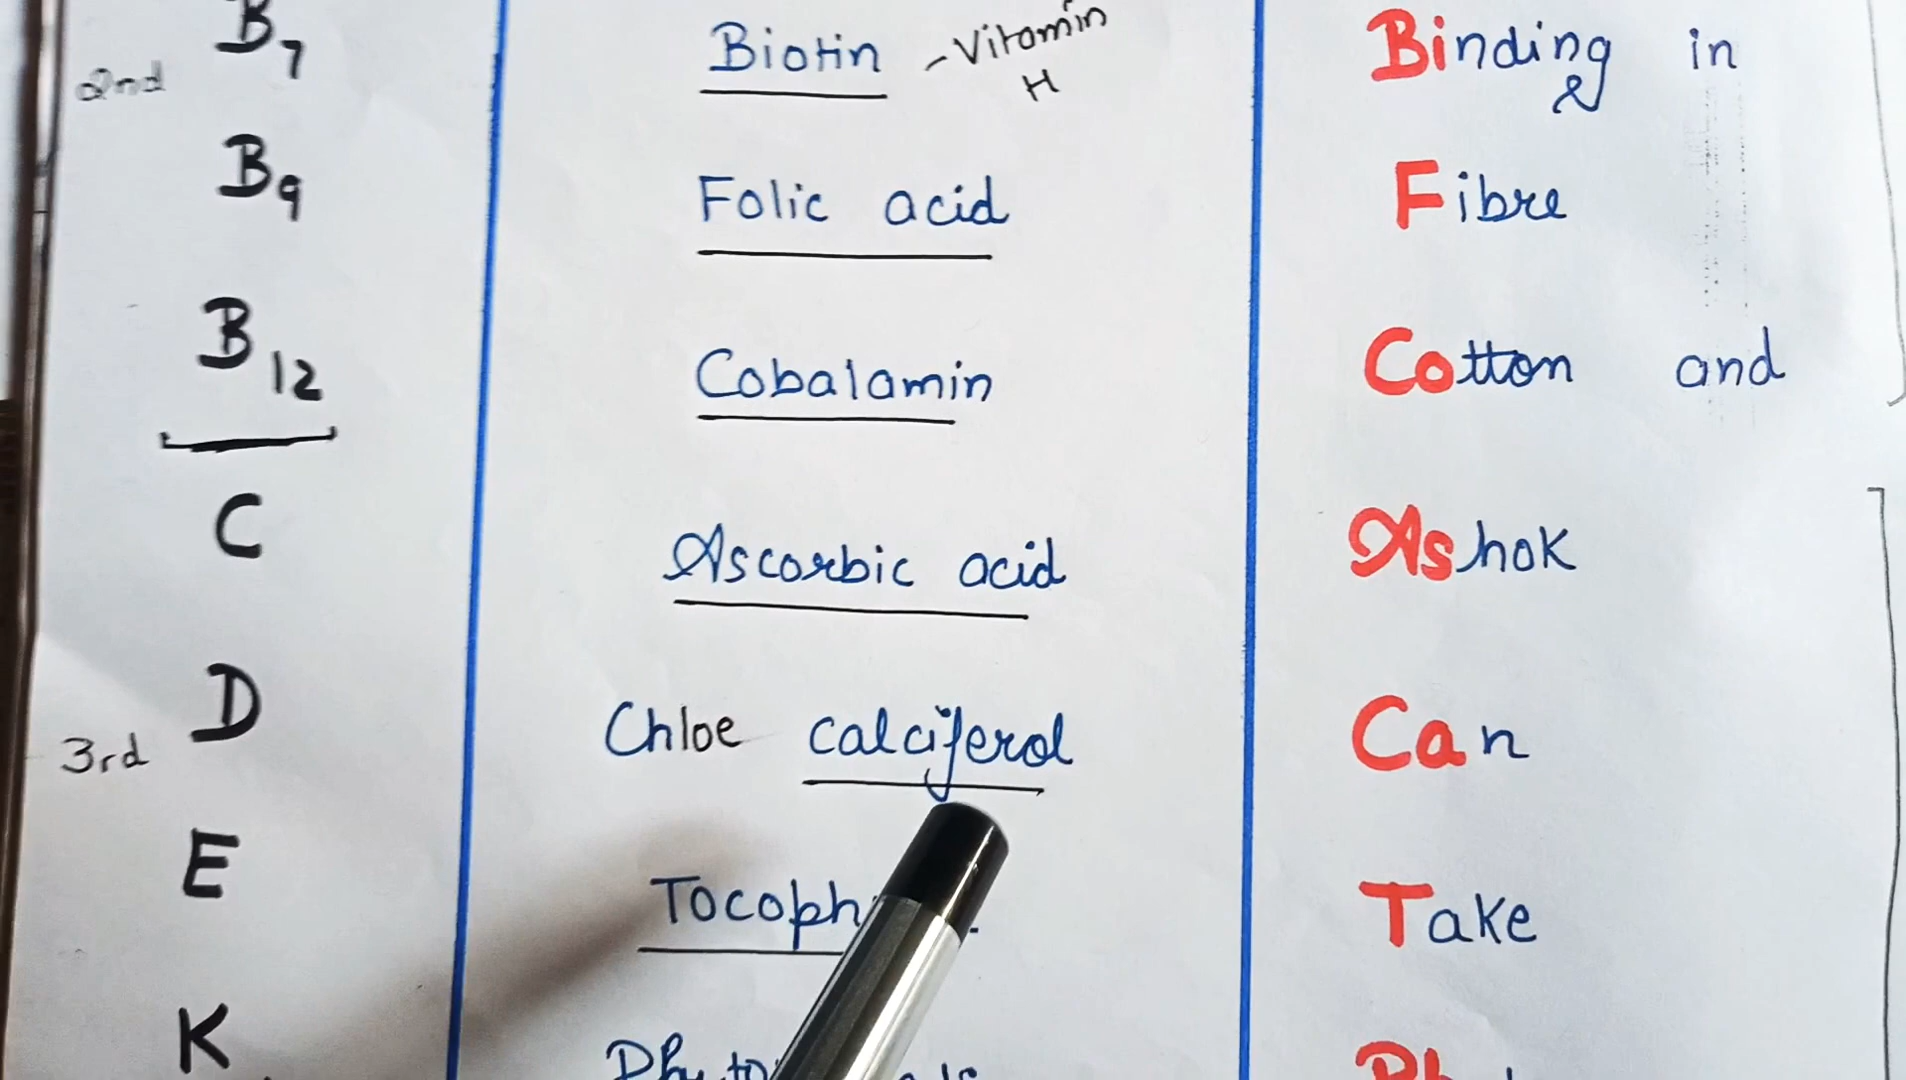 B7 Biotin - Vitamin H Binding in &
2nd
B9 Folic acid Fibre
B12 Cobalamin Cotton and
C Ascorbic acid Ashok
D Chloe calciferol Can
3rd
E Take
K